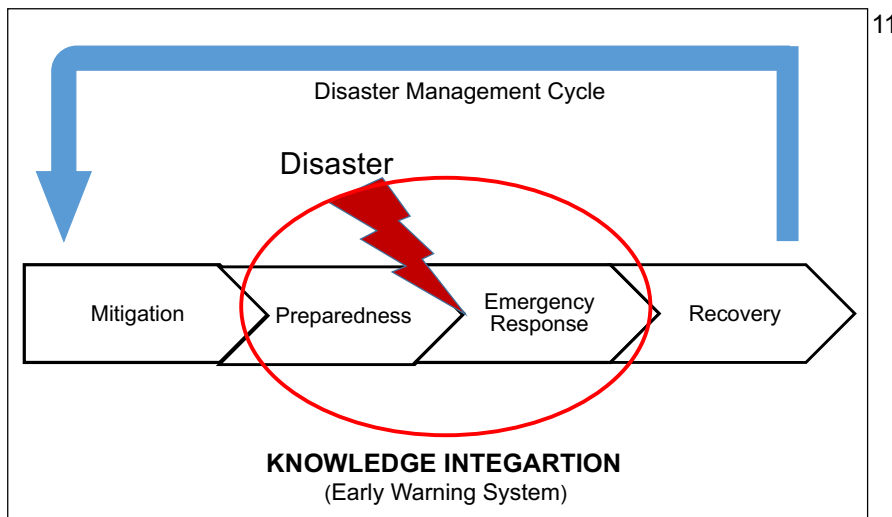 11
Disaster Management Cycle
Disaster
Mitigation
Preparedness
Emergency
Response
Recovery
KNOWLEDGE INTEGARTION
(Early Warning System)